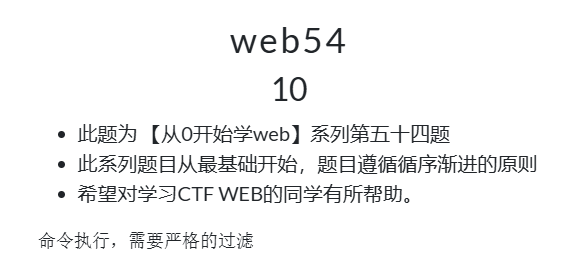 web54
10
此题为 【从0开始学web】系列第五十四题
此系列题目从最基础开始，题目遵循循序渐进的原则
希望对学习CTF WEB的同学有所帮助。
命令执行，需要严格的过滤